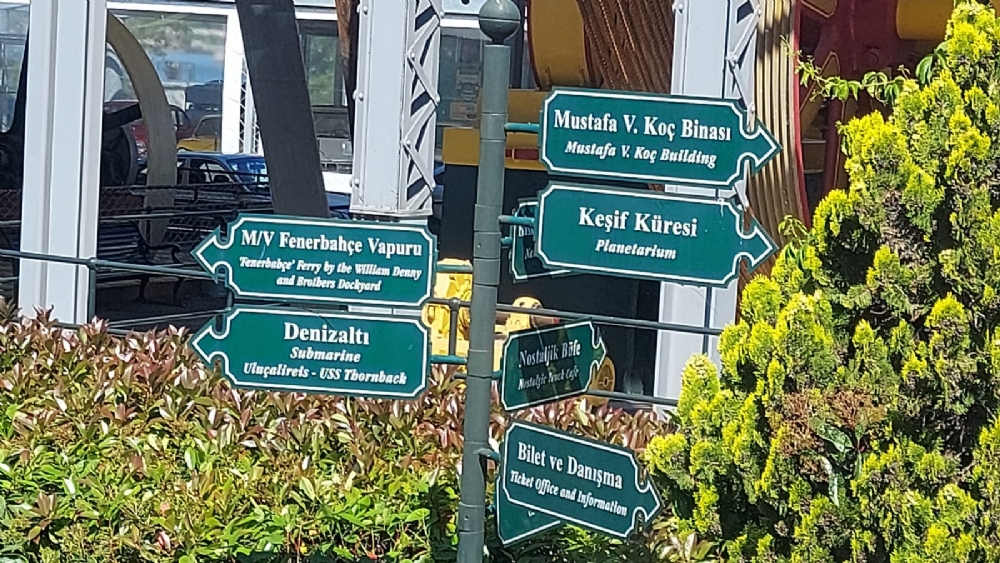 Mustafa V. Koç Binası
Mustafa V. Koç Building
Keşif Küresi
Planetarium
M/V Fenerbahçe Vapuru
'Fenerbahçe' Ferry by the William Denny
and Brothers Dockyard
Denizaltı
Submarine
Uluçalireis - USS Thornback
Nostaljik Büfe
Nostalgic Truck Cafe
Bilet ve Danışma
Ticket Office and Information